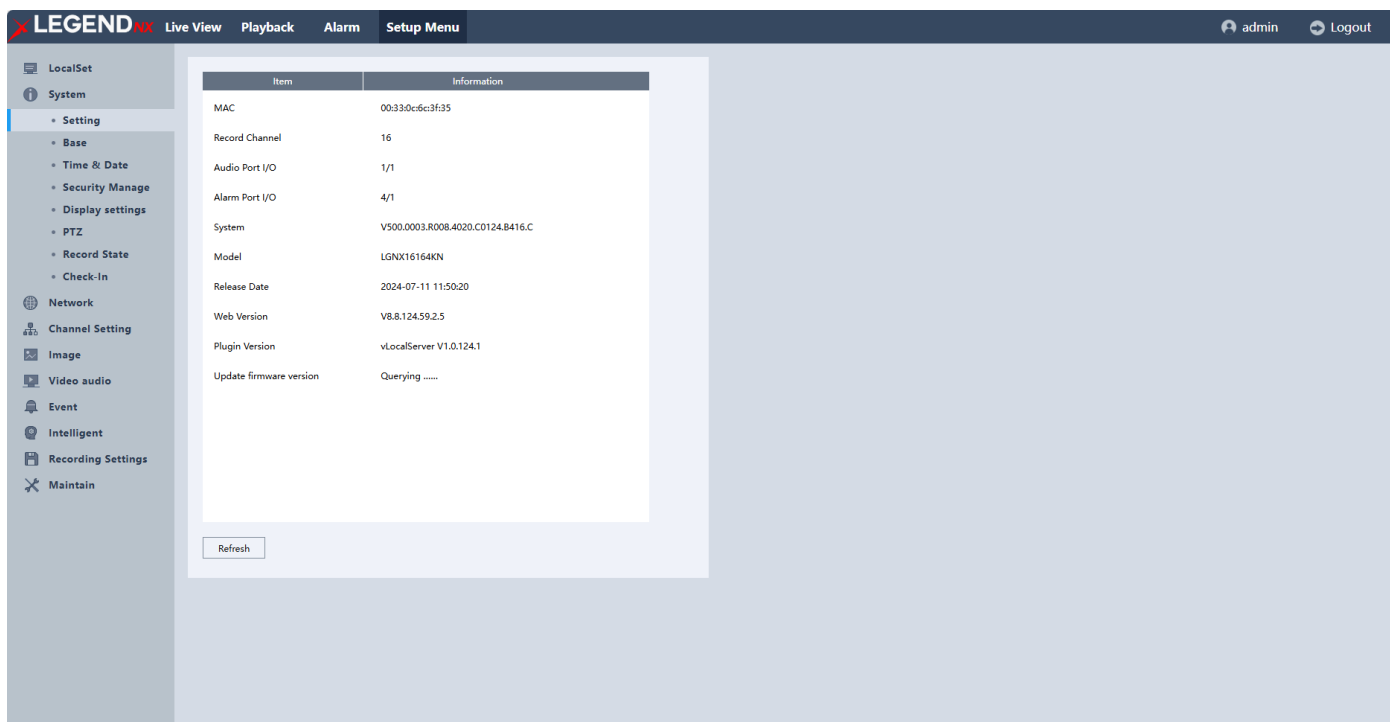 LEGEND NX Live View Playback Alarm Setup Menu admin Logout
LocalSet
System
Setting
Base
Time & Date
Security Manage
Display settings
PTZ
Record State
Check-In
Network
Channel Setting
Image
Video audio
Event
Intelligent
Recording Settings
Maintain
Item Information
MAC 00:33:0c:6c:3f:35
Record Channel 16
Audio Port I/O 1/1
Alarm Port I/O 4/1
System V500.0003.R008.4020.C0124.B416.C
Model LGNX16164KN
Release Date 2024-07-11 11:50:20
Web Version V8.8.124.59.2.5
Plugin Version vLocalServer V1.0.124.1
Update firmware version Querying ......
Refresh